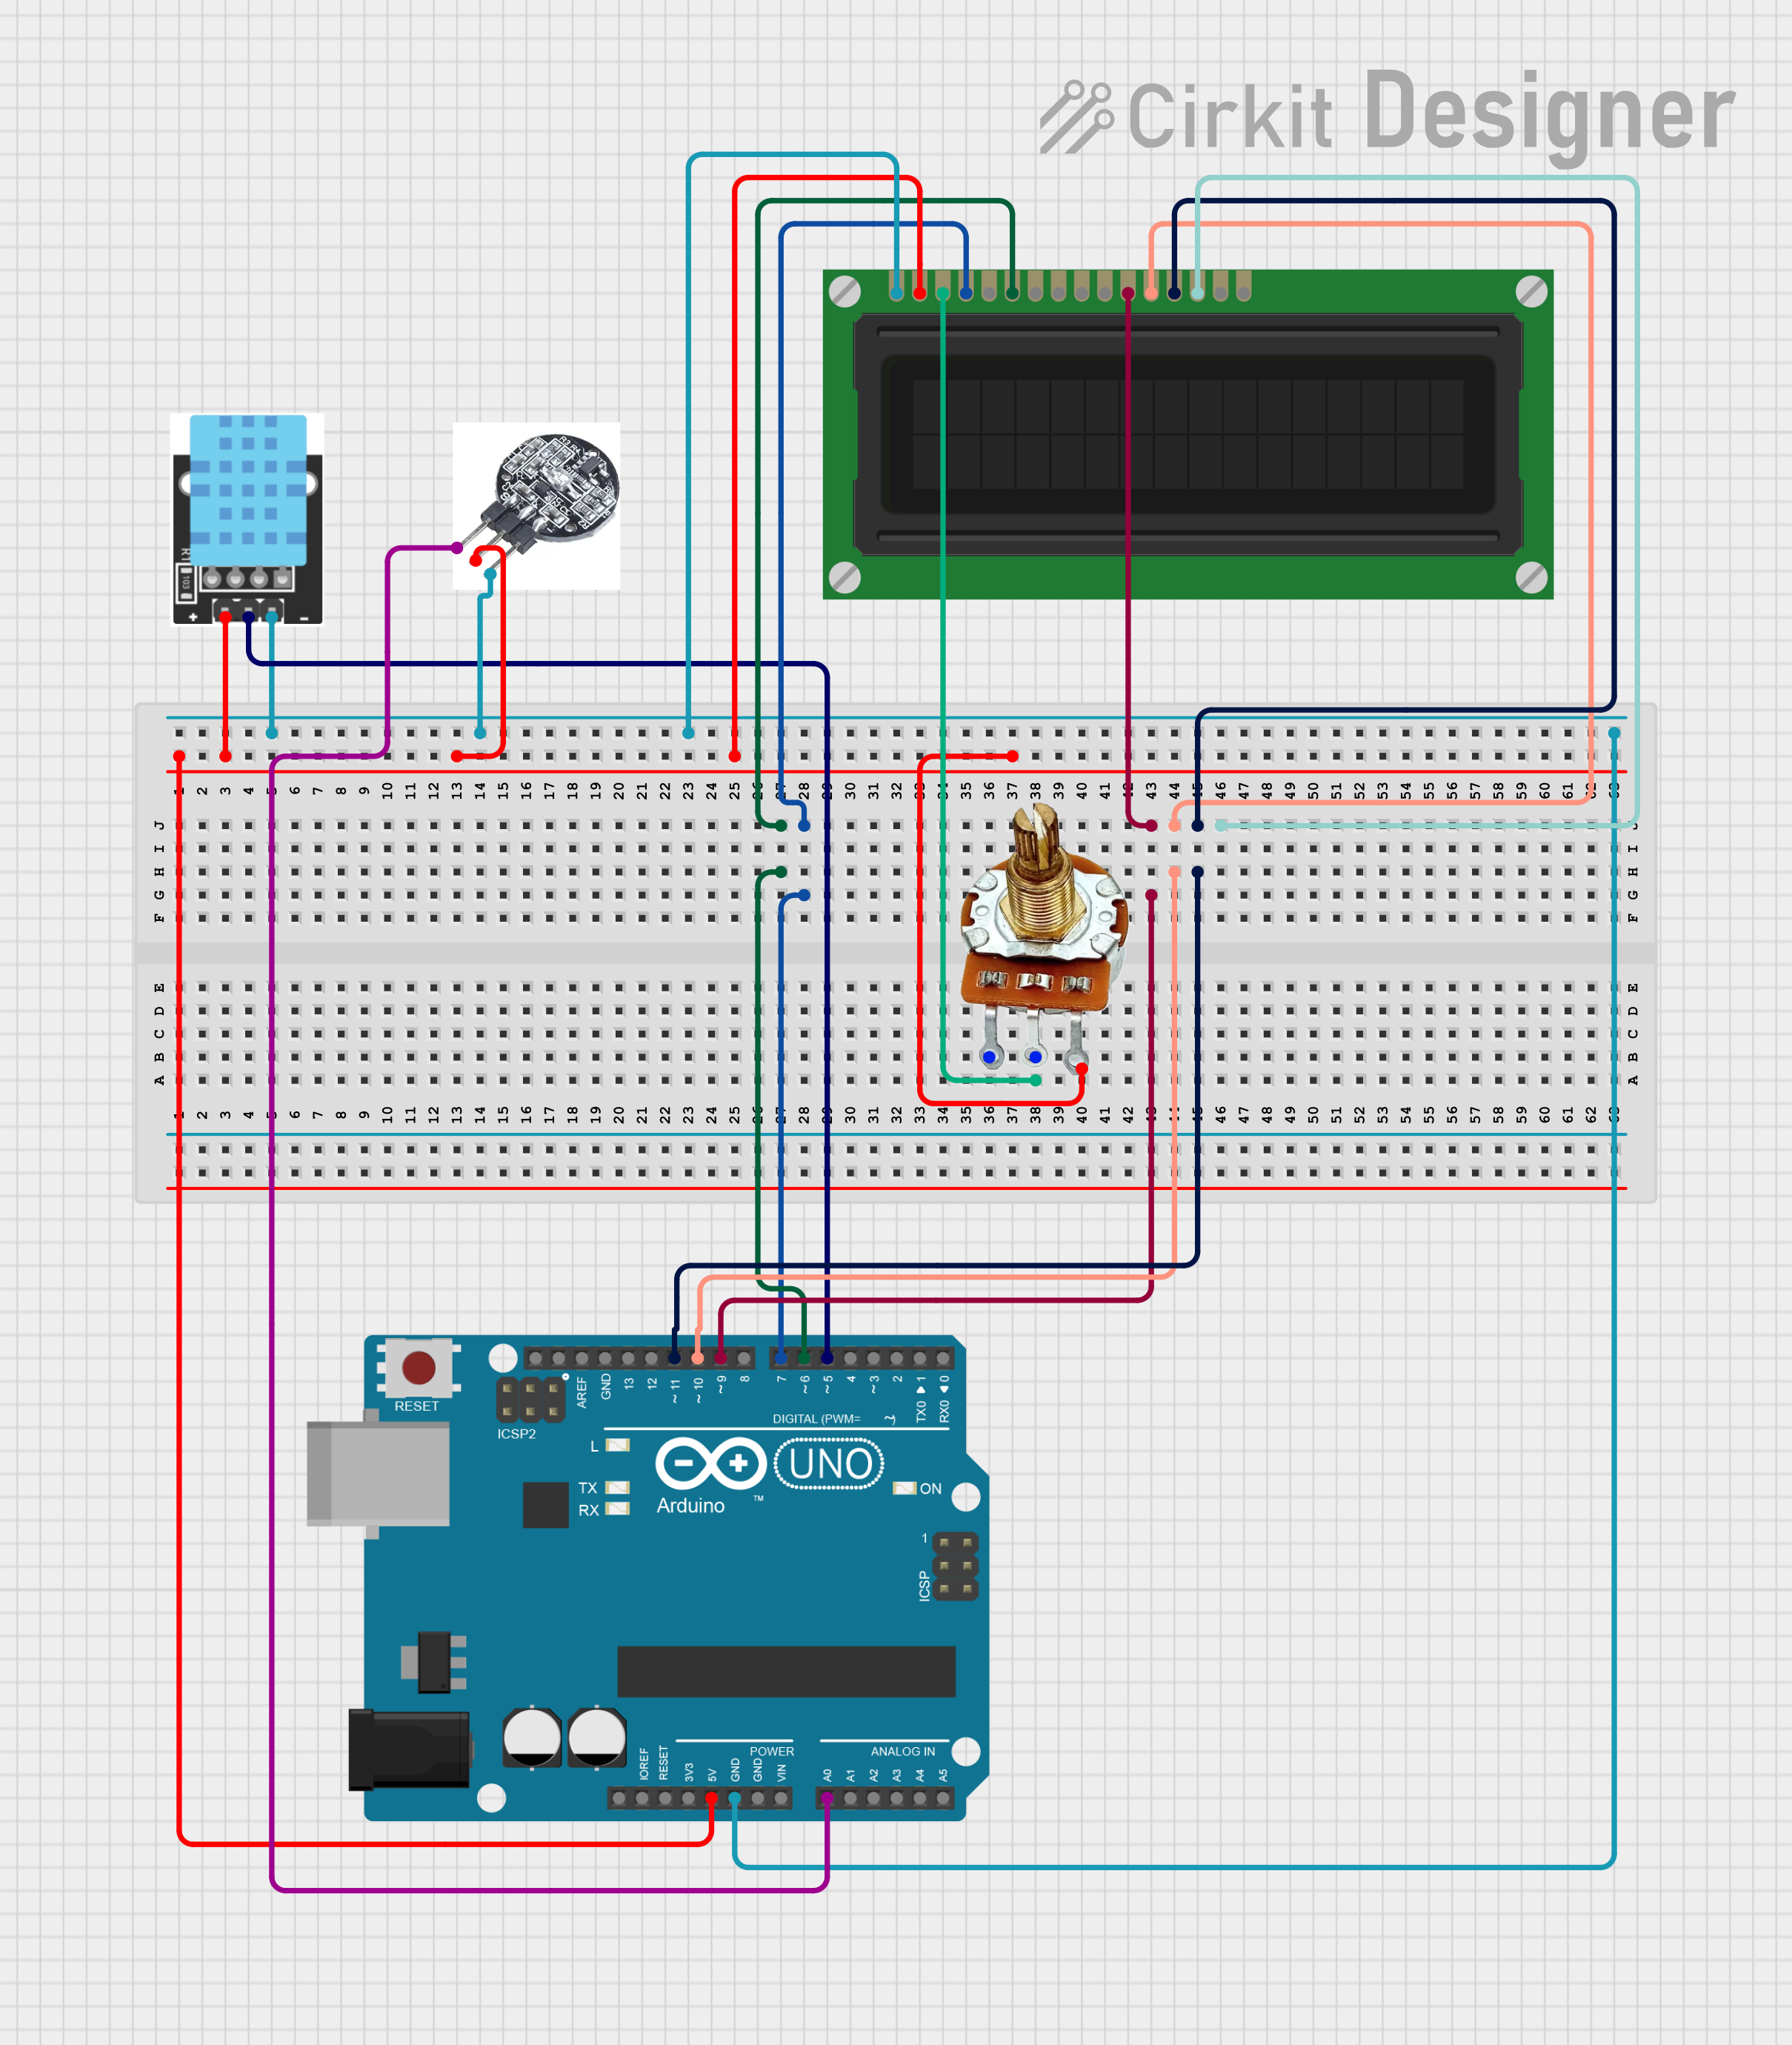 Cirkit Designer
R1
103
+ -
1 2 3 4 5 6 7 8 9 10 11 12 13 14 15 16 17 18 19 20 21 22 23 24 25 26 27 28 29 30 31 32 33 34 35 36 37 38 39 40 41 42 43 44 45 46 47 48 49 50 51 52 53 54 55 56 57 58 59 60 61 62 63
J J
I I
H H
G G
F F
E E
D D
C C
B B
A A
1 2 3 4 5 6 7 8 9 10 11 12 13 14 15 16 17 18 19 20 21 22 23 24 25 26 27 28 29 30 31 32 33 34 35 36 37 38 39 40 41 42 43 44 45 46 47 48 49 50 51 52 53 54 55 56 57 58 59 60 61 62 63
RESET
ICSP2
AREF
GND
13
12
~11
~10
~9
8
7
~6
~5
4
~3
2
TX0 ▶ 1
RX0 ◀ 0
DIGITAL (PWM= ~
L
TX
RX
UNO
Arduino ™
ON
1
ICSP
POWER
ANALOG IN
IOREF
RESET
3V3
5V
GND
GND
VIN
A0
A1
A2
A3
A4
A5